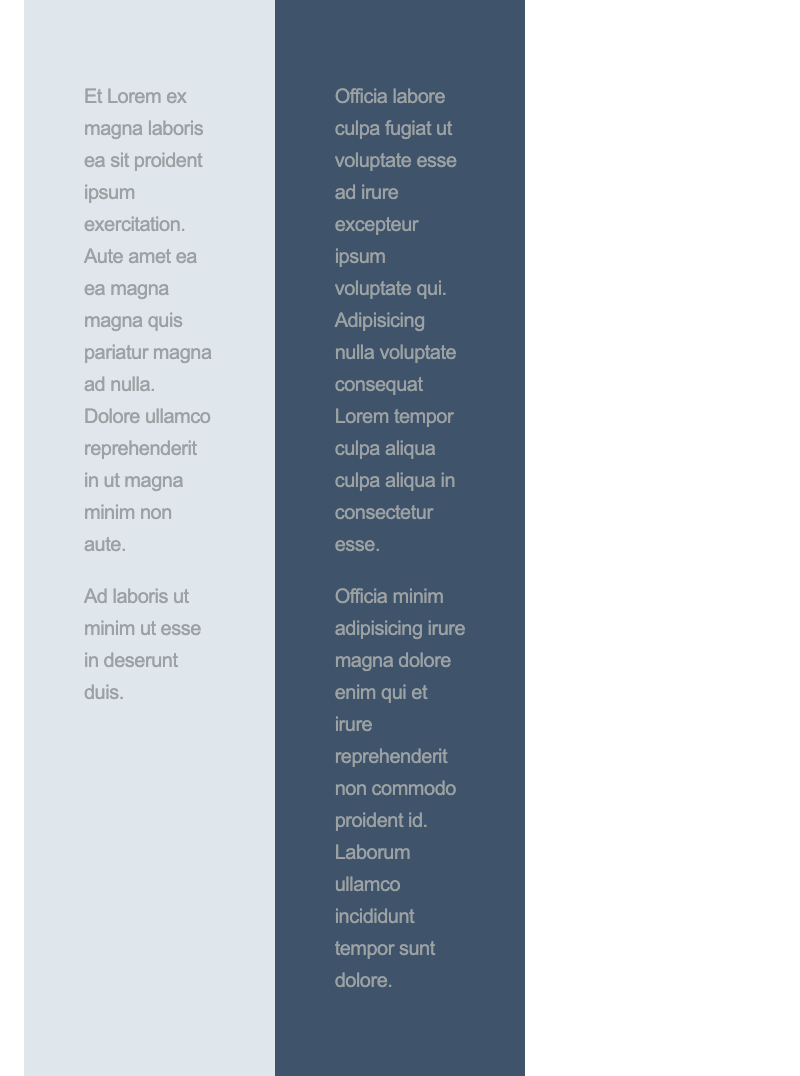 Et Lorem ex
magna laboris
ea sit proident
ipsum
exercitation.
Aute amet ea
ea magna
magna quis
pariatur magna
ad nulla.
Dolore ullamco
reprehenderit
in ut magna
minim non
aute.
Ad laboris ut
minim ut esse
in deserunt
duis.
Officia labore
culpa fugiat ut
voluptate esse
ad irure
excepteur
ipsum
voluptate qui.
Adipisicing
nulla voluptate
consequat
Lorem tempor
culpa aliqua
culpa aliqua in
consectetur
esse.
Officia minim
adipisicing irure
magna dolore
enim qui et
irure
reprehenderit
non commodo
proident id.
Laborum
ullamco
incididunt
tempor sunt
dolore.